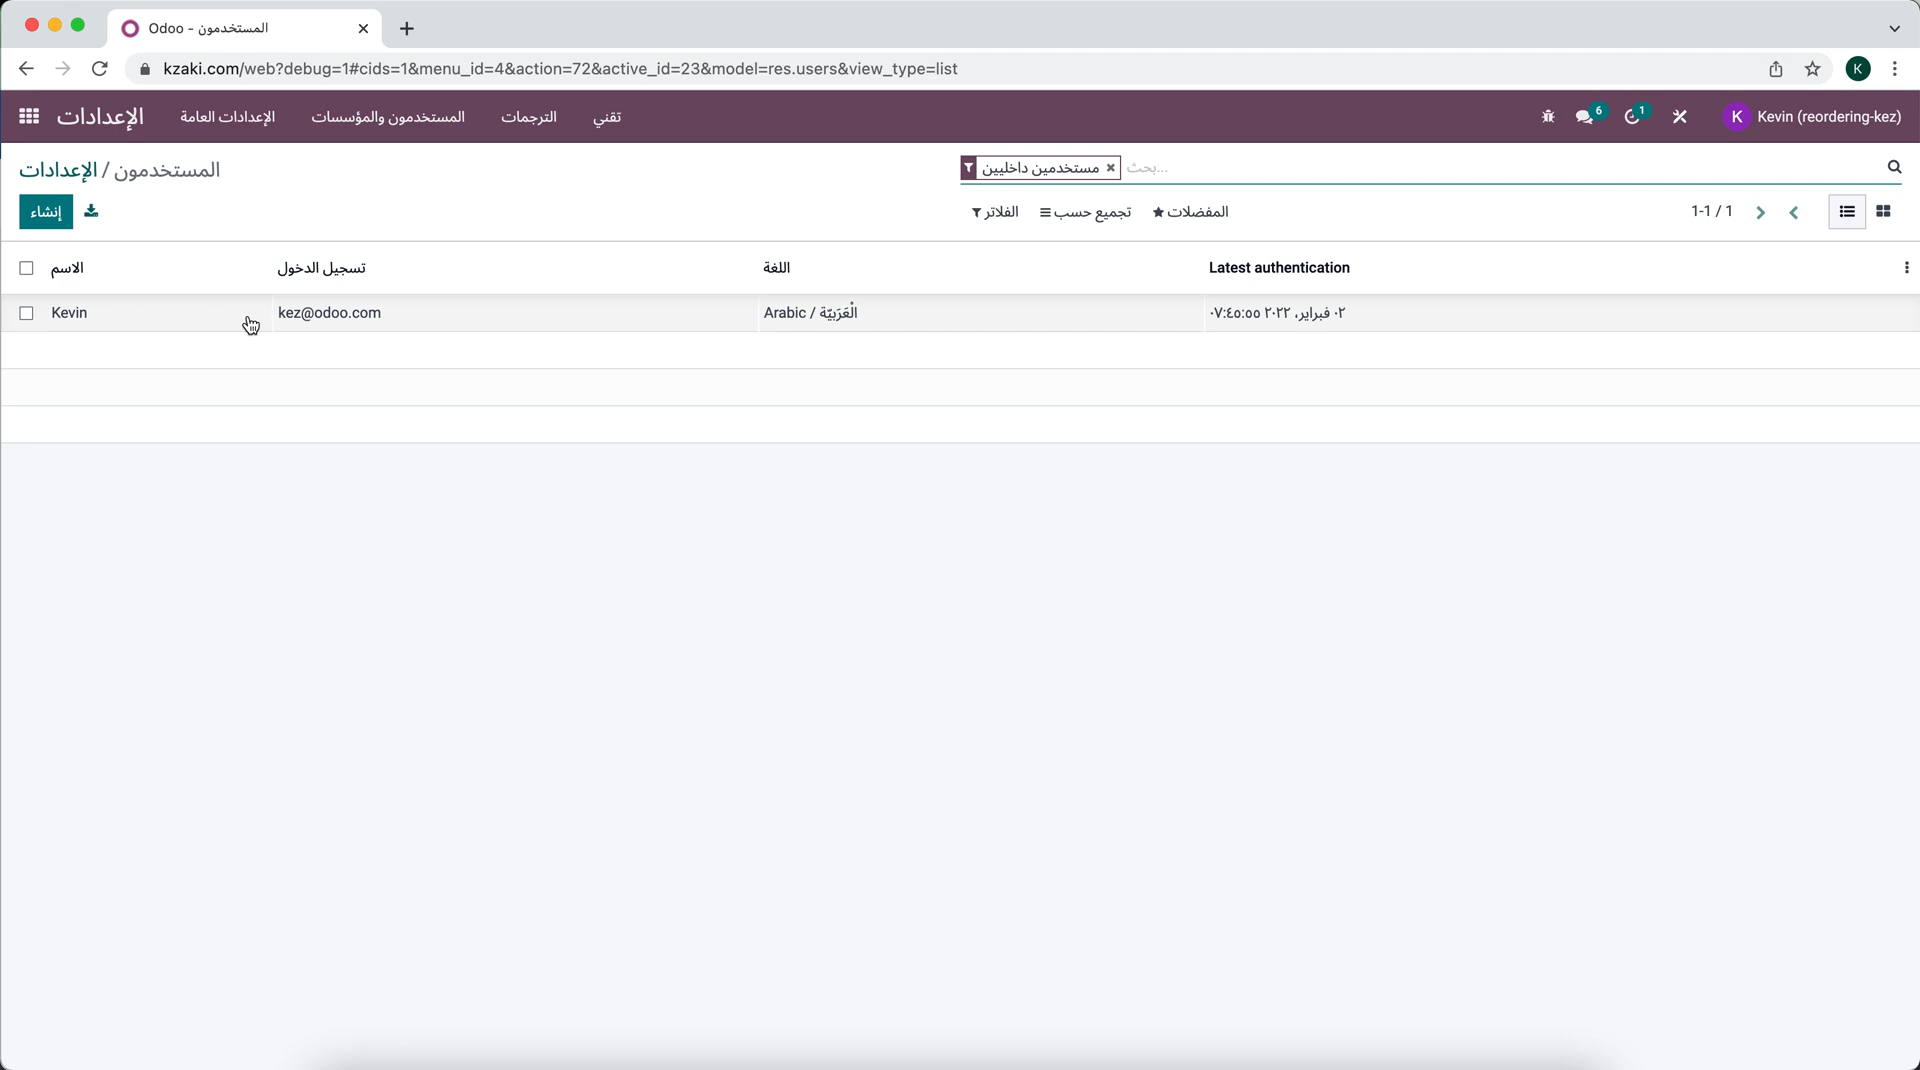 المستخدمون - Odoo
kzaki.com/web?debug=1#cids=1&menu_id=4&action=72&active_id=23&model=res.users&view_type=list
K
الإعدادات
الإعدادات العامة
المستخدمون والمؤسسات
الترجمات
تقني
6
1
K
Kevin (reordering-kez)
الإعدادات / المستخدمون
مستخدمين داخليين
بحث...
إنشاء
الفلاتر
تجميع حسب
المفضلات
1-1 / 1
الاسم
تسجيل الدخول
اللغة
Latest authentication
Kevin
kez@odoo.com
Arabic / الْعَرَبيّة
٠٢ فبراير، ٢٠٢٢ ٠٧:٤٥:٥٥